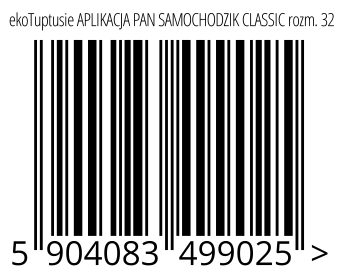 ekoTuptusie APLIKACJA PAN SAMOCHODZIK CLASSIC rozm. 32
5 904083 499025 >